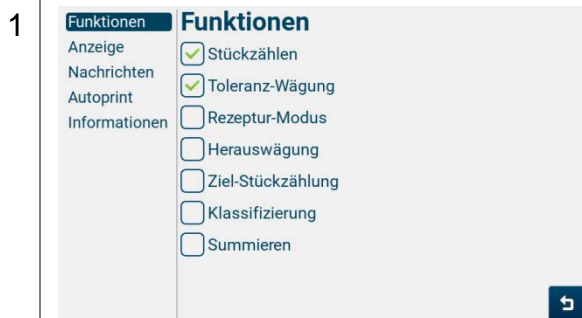 1
Funktionen
Anzeige
Nachrichten
Autoprint
Informationen
Funktionen
Stückzählen
Toleranz-Wägung
Rezeptur-Modus
Herauswägung
Ziel-Stückzählung
Klassifizierung
Summieren